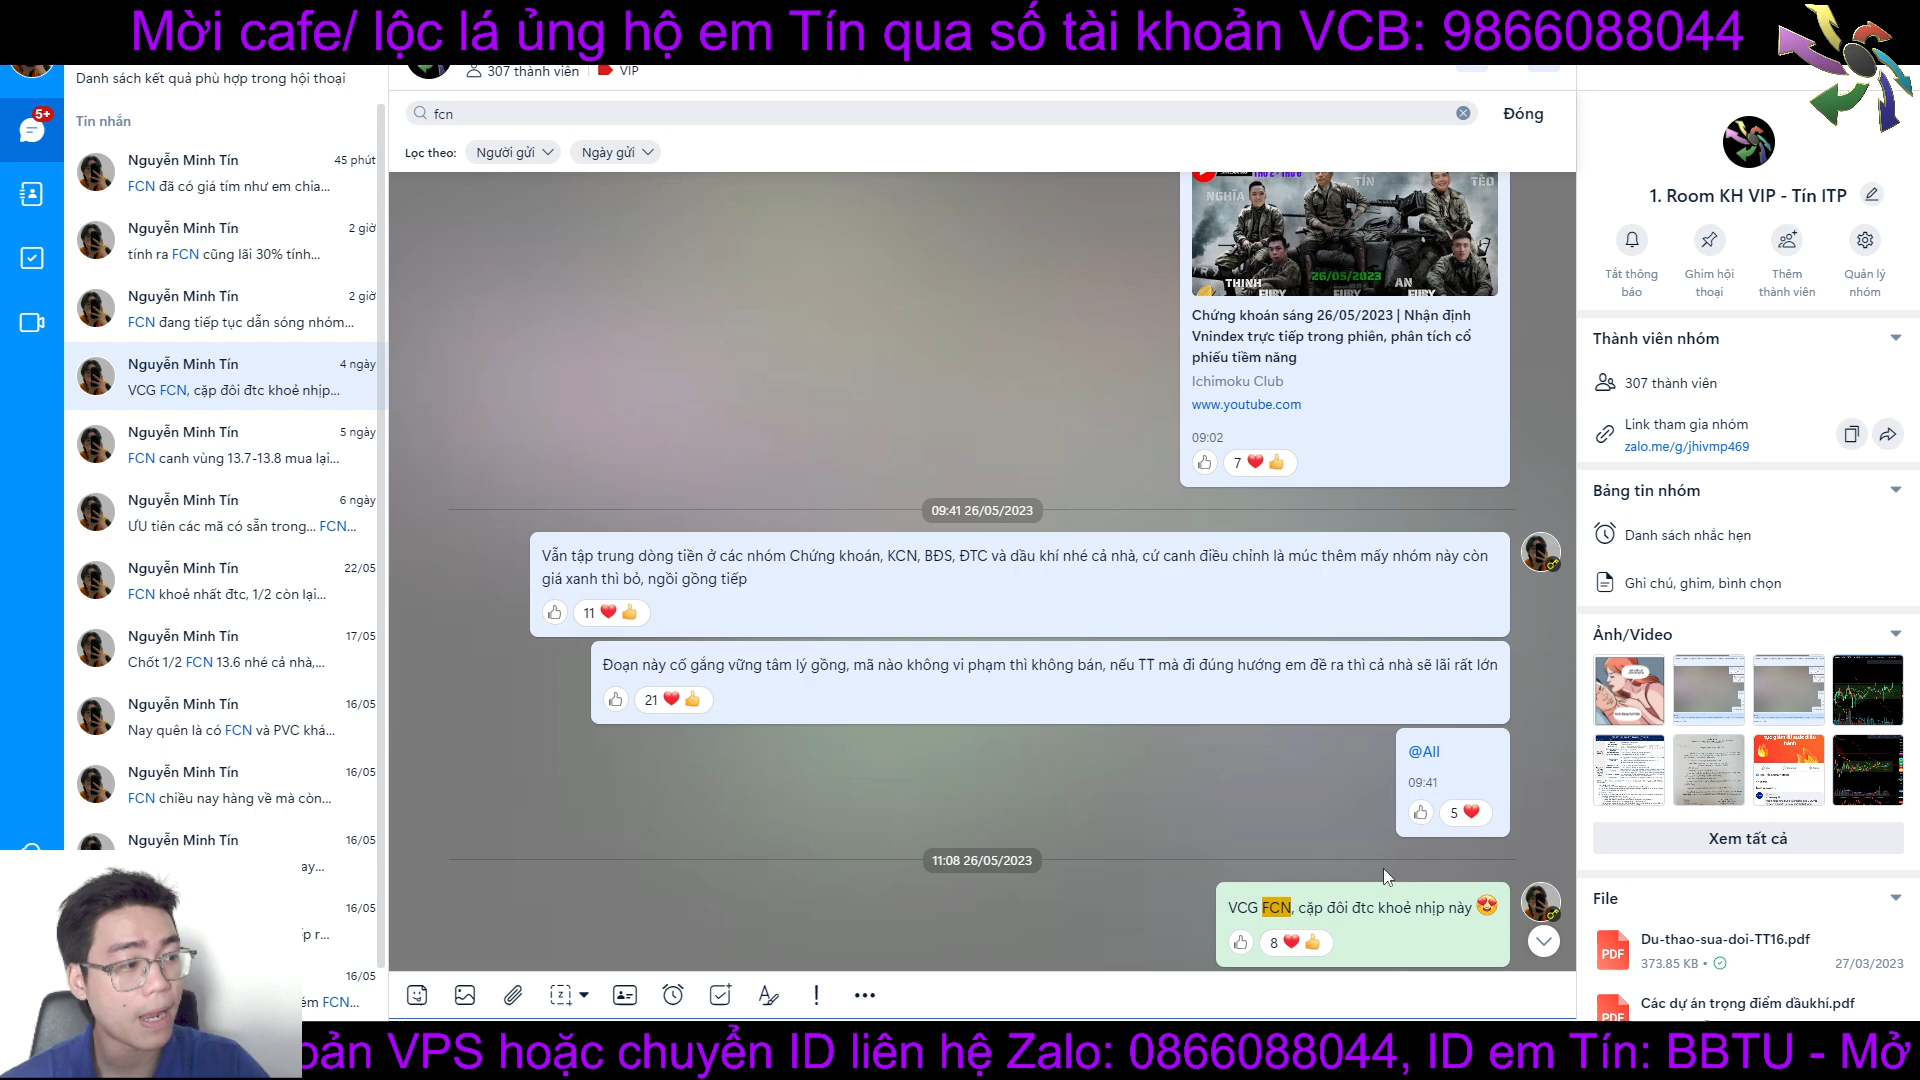 Mời cafe/ lộc lá ủng hộ em Tín qua số tài khoản VCB: 9866088044
Danh sách kết quả phù hợp trong hội thoại
Tin nhắn
5+
Nguyễn Minh Tín 45 phút
FCN đã có giá tím như em chia...
Nguyễn Minh Tín 2 giờ
tính ra FCN cũng lãi 30% tính...
Nguyễn Minh Tín 2 giờ
FCN đang tiếp tục dẫn sóng nhóm...
Nguyễn Minh Tín 4 ngày
VCG FCN, cặp đôi đtc khoẻ nhịp...
Nguyễn Minh Tín 5 ngày
FCN canh vùng 13.7-13.8 mua lại...
Nguyễn Minh Tín 6 ngày
ƯU tiên các mã có sẵn trong... FCN...
Nguyễn Minh Tín 22/05
FCN khoẻ nhất đtc, 1/2 còn lại...
Nguyễn Minh Tín 17/05
Chốt 1/2 FCN 13.6 nhé cả nhà,...
Nguyễn Minh Tín 16/05
Nay quên là có FCN và PVC khá...
Nguyễn Minh Tín 16/05
FCN chiều nay hàng về mà còn...
Nguyễn Minh Tín 16/05
ay...
16/05
ịp r...
16/05
ém FCN...
307 thành viên VIP
fcn
Đóng
Lọc theo: Người gửi Ngày gửi
NGHĨA TÍN TÈO
26/05/2023
THỊNH AN
FURY FURY FURY
Chứng khoán sáng 26/05/2023 | Nhận định
Vnindex trực tiếp trong phiên, phân tích cổ
phiếu tiềm năng
Ichimoku Club
www.youtube.com
09:02
7
09:41 26/05/2023
Vẫn tập trung dòng tiền ở các nhóm Chứng khoán, KCN, BĐS, ĐTC và dầu khí nhé cả nhà, cứ canh điều chỉnh là múc thêm mấy nhóm này còn
giá xanh thì bỏ, ngồi gồng tiếp
11
Đoạn này cố gắng vững tâm lý gồng, mã nào không vi phạm thì không bán, nếu TT mà đi đúng hướng em đề ra thì cả nhà sẽ lãi rất lớn
21
@All
09:41
5
11:08 26/05/2023
VCG FCN, cặp đôi đtc khoẻ nhịp này
8
1. Room KH VIP - Tín ITP
Tắt thông báo
Ghim hội thoại
Thêm thành viên
Quản lý nhóm
Thành viên nhóm
307 thành viên
Link tham gia nhóm
zalo.me/g/jhivmp469
Bảng tin nhóm
Danh sách nhắc hẹn
Ghi chú, ghim, bình chọn
Ảnh/Video
Xem tất cả
File
PDF
Du-thao-sua-doi-TT16.pdf
373.85 KB • 27/03/2023
PDF
Các dự án trọng điểm dầukhí.pdf
oản VPS hoặc chuyển ID liên hệ Zalo: 0866088044, ID em Tín: BBTU - Mở